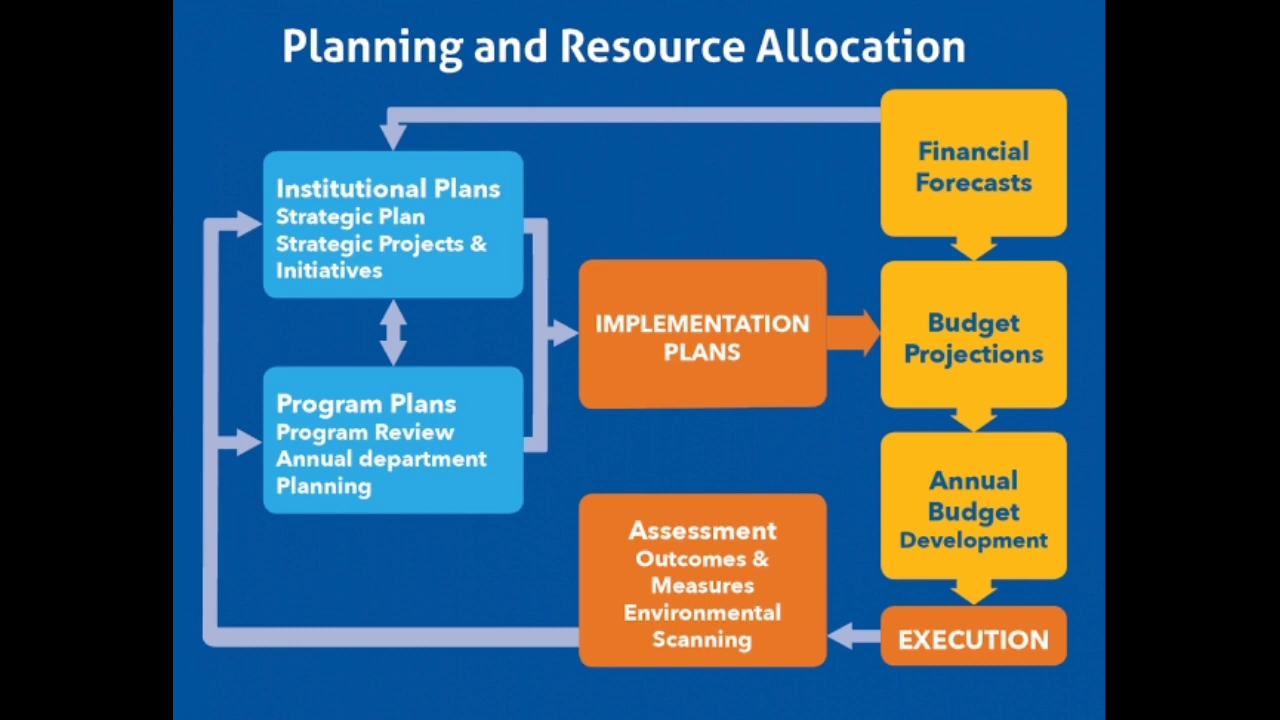 Planning and Resource Allocation
Financial
Forecasts
Institutional Plans
Strategic Plan
Strategic Projects &
Initiatives
IMPLEMENTATION
PLANS
Budget
Projections
Program Plans
Program Review
Annual department
Planning
Annual
Budget
Development
Assessment
Outcomes &
Measures
Environmental
Scanning
EXECUTION